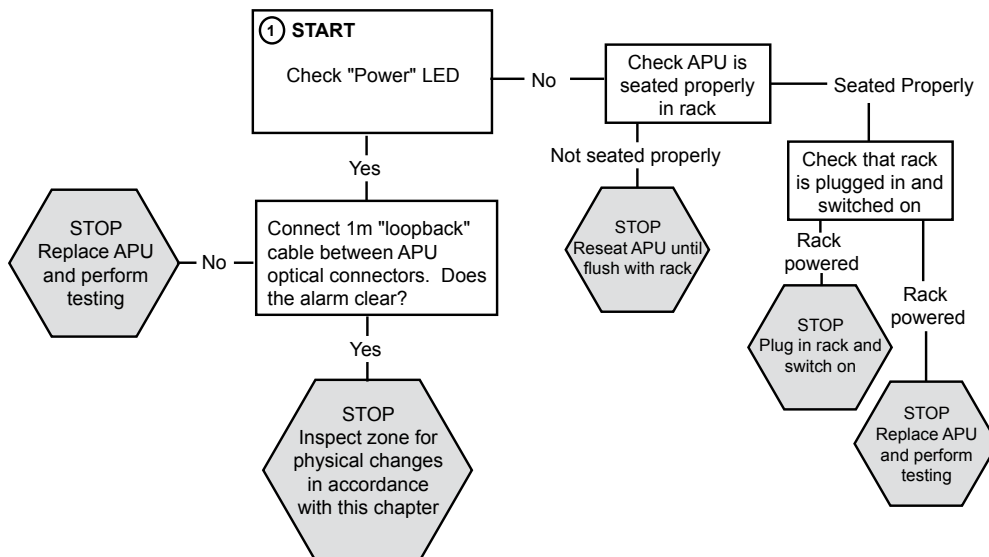 1 START
Check "Power" LED
No
Check APU is
seated properly
in rack
Seated Properly
Not seated properly
Check that rack
is plugged in and
switched on
Yes
STOP
Replace APU
and perform
testing
No
Connect 1m "loopback"
cable between APU
optical connectors. Does
the alarm clear?
STOP
Reseat APU until
flush with rack
Rack
powered
Rack
powered
STOP
Plug in rack and
switch on
Yes
STOP
Inspect zone for
physical changes
in accordance
with this chapter
STOP
Replace APU
and perform
testing